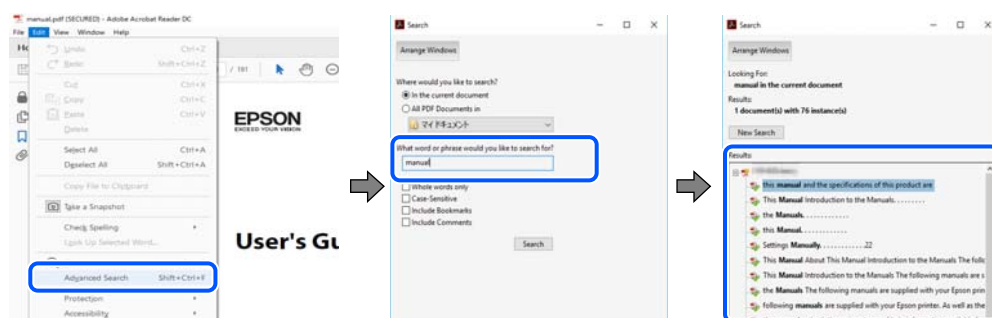 manual.pdf (SECURED) - Adobe Acrobat Reader DC
File Edit View Window Help
Undo Ctrl+Z
Redo Shift+Ctrl+Z
Cut Ctrl+X
Copy Ctrl+C
Paste Ctrl+V
Delete
Select All Ctrl+A
Deselect All Shift+Ctrl+A
Copy File to Clipboard
Take a Snapshot
Check Spelling
Look Up Selected Word...
Advanced Search Shift+Ctrl+F
Protection
Accessibility
/ 181
EPSON
EXCEED YOUR VISION
User's Gu
Search
Arrange Windows
Where would you like to search?
In the current document
All PDF Documents in
マイ ドキュメント
What word or phrase would you like to search for?
manual
Whole words only
Case-Sensitive
Include Bookmarks
Include Comments
Search
Search
Arrange Windows
Looking For:
manual in the current document
Results:
1 document(s) with 76 instance(s)
New Search
Results:
this manual and the specifications of this product are
This Manual Introduction to the Manuals. . . . . . . . .
the Manuals. . . . . . . . . . . . .
this Manual. . . . . . . . . . . . .
Settings Manually. . . . . . . . . . . . .22
This Manual About This Manual Introduction to the Manuals The follo
This Manual Introduction to the Manuals The following manuals are s
the Manuals The following manuals are supplied with your Epson prin
following manuals are supplied with your Epson printer. As well as the